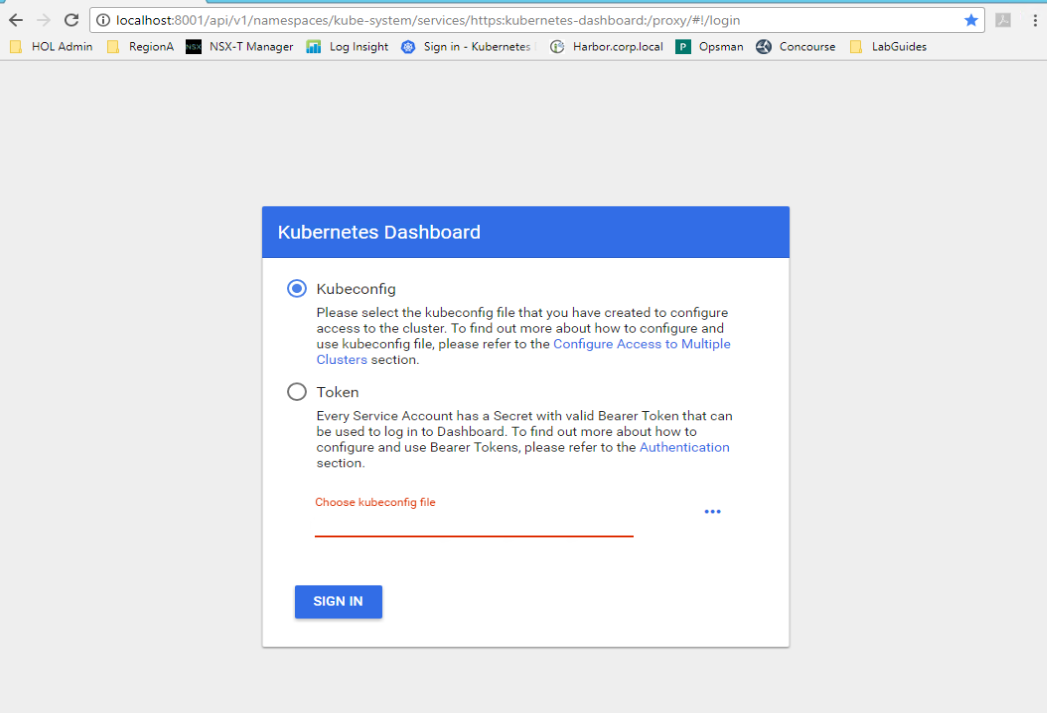 localhost:8001/api/v1/namespaces/kube-system/services/https:kubernetes-dashboard:/proxy/#!/login
HOL Admin RegionA NSX NSX-T Manager Log Insight Sign in - Kubernetes Harbor.corp.local P Opsman Concourse LabGuides
Kubernetes Dashboard
Kubeconfig
Please select the kubeconfig file that you have created to configure
access to the cluster. To find out more about how to configure and
use kubeconfig file, please refer to the Configure Access to Multiple
Clusters section.
Token
Every Service Account has a Secret with valid Bearer Token that can
be used to log in to Dashboard. To find out more about how to
configure and use Bearer Tokens, please refer to the Authentication
section.
Choose kubeconfig file
SIGN IN